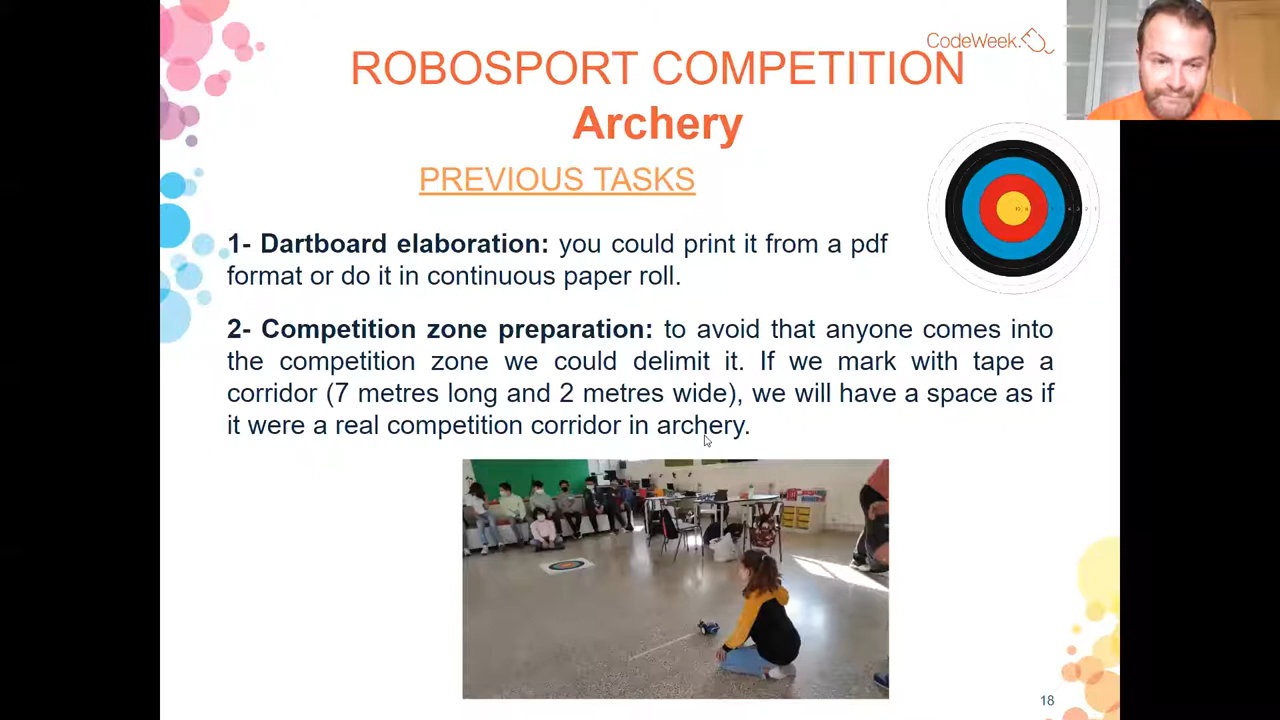 CodeWeek.
ROBOSPORT COMPETITION
Archery
PREVIOUS TASKS
1- Dartboard elaboration: you could print it from a pdf
format or do it in continuous paper roll.
2- Competition zone preparation: to avoid that anyone comes into
the competition zone we could delimit it. If we mark with tape a
corridor (7 metres long and 2 metres wide), we will have a space as if
it were a real competition corridor in archery.
18